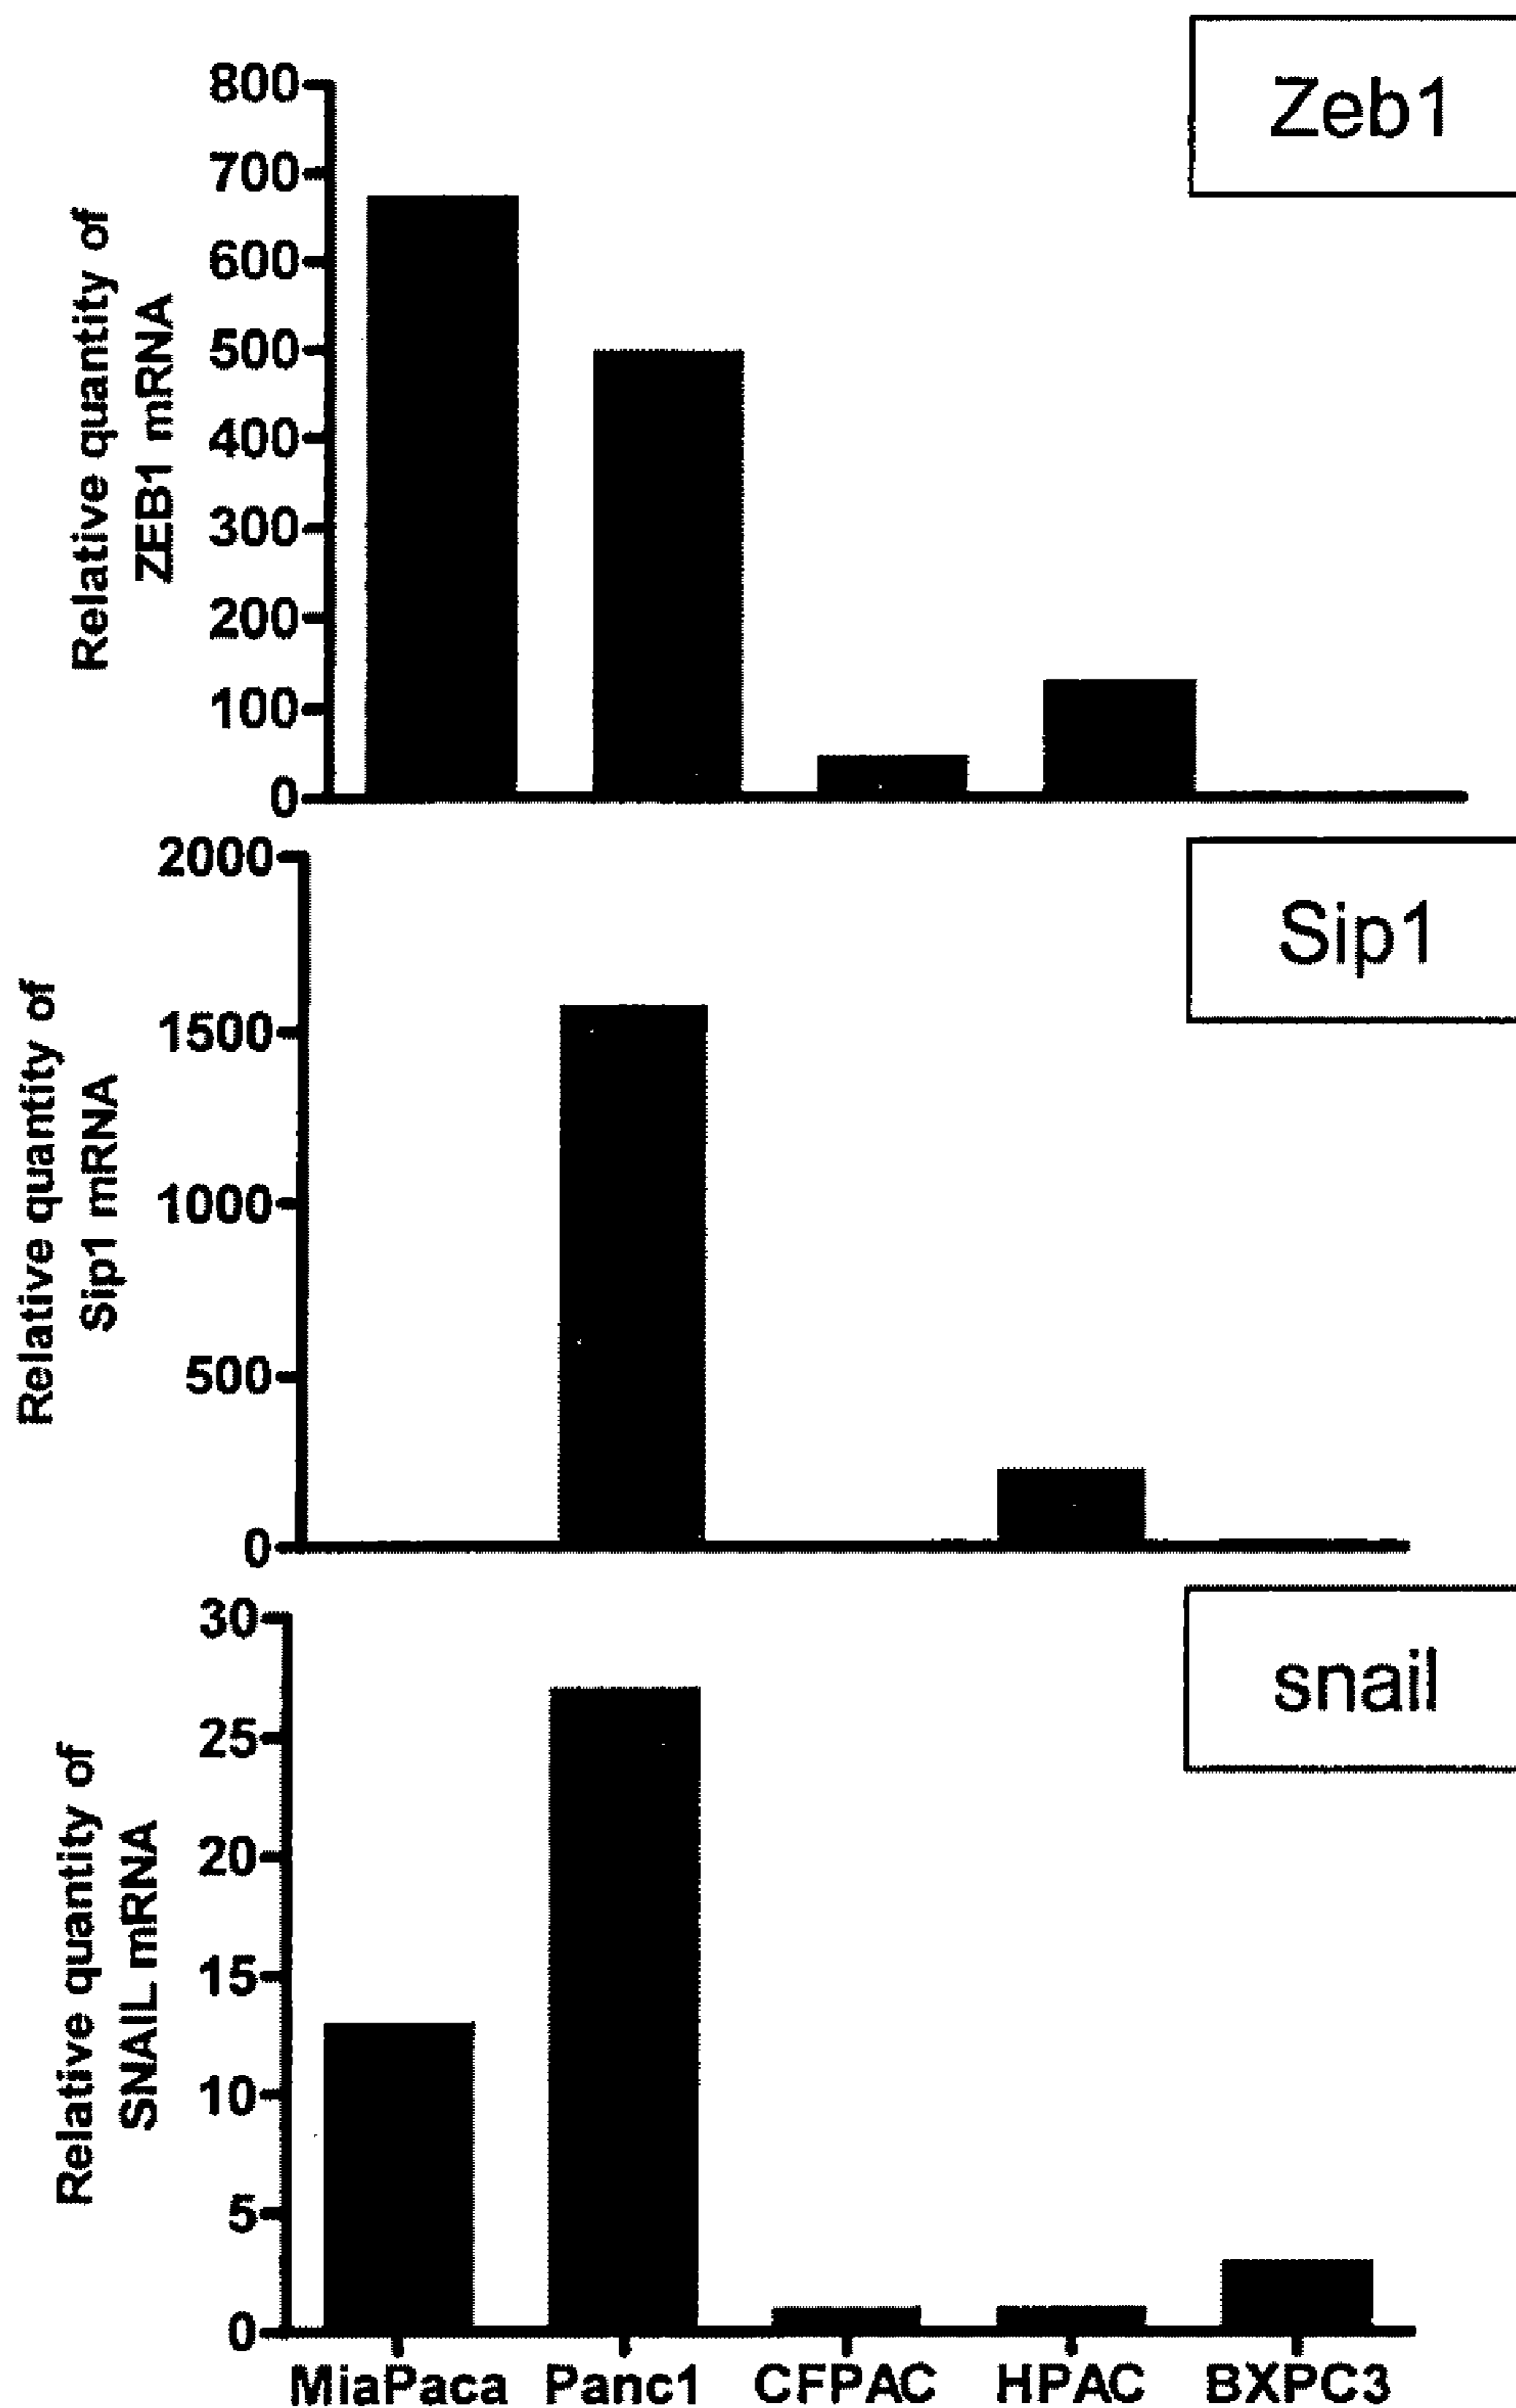 Zeb1
Relative quantity of
ZEB1 mRNA
800
700
600
500
400
300
200
100
0
Sip1
Relative quantity of
Sip1 mRNA
2000
1500
1000
500
0
snail
Relative quantity of
SNAIL mRNA
30
25
20
15
10
5
0
MiaPaca Panc1 CFPAC HPAC BXPC3